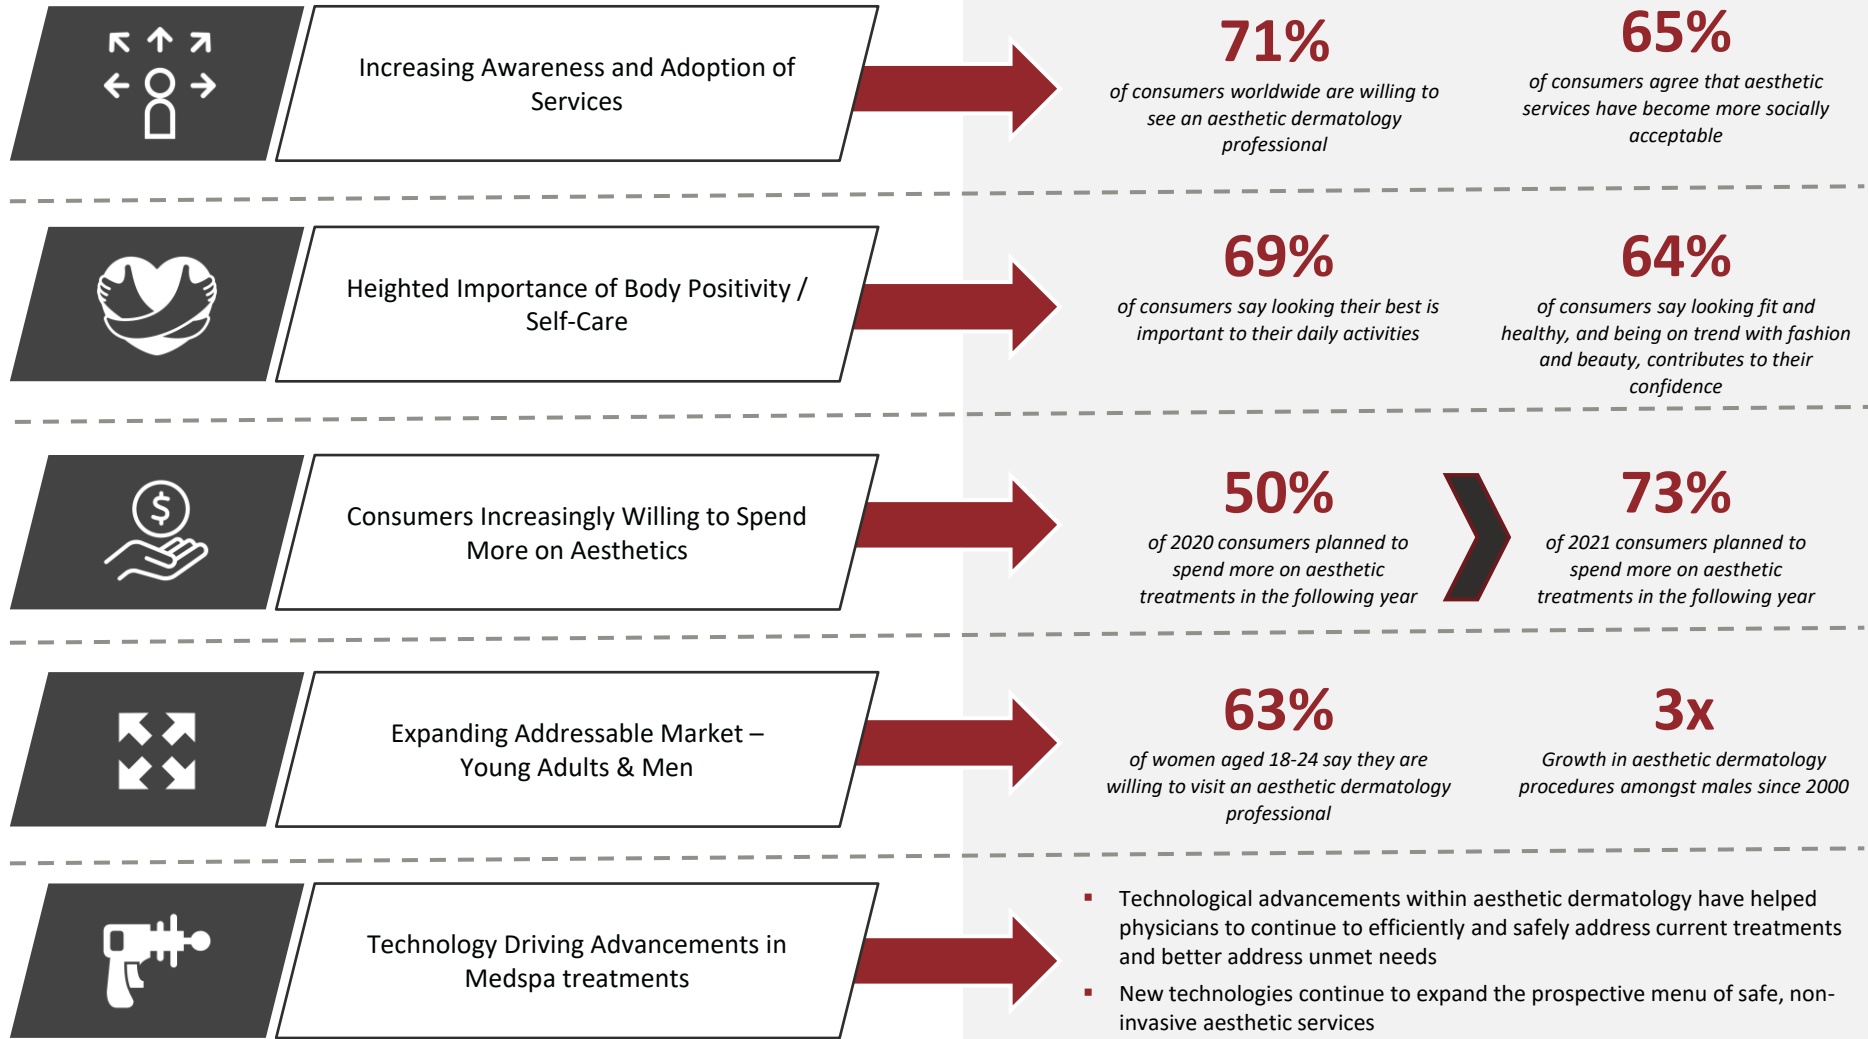 Increasing Awareness and Adoption of
Services
71%
of consumers worldwide are willing to
see an aesthetic dermatology
professional
65%
of consumers agree that aesthetic
services have become more socially
acceptable
Heighted Importance of Body Positivity /
Self-Care
69%
of consumers say looking their best is
important to their daily activities
64%
of consumers say looking fit and
healthy, and being on trend with fashion
and beauty, contributes to their
confidence
$
Consumers Increasingly Willing to Spend
More on Aesthetics
50%
of 2020 consumers planned to
spend more on aesthetic
treatments in the following year
73%
of 2021 consumers planned to
spend more on aesthetic
treatments in the following year
Expanding Addressable Market –
Young Adults & Men
63%
of women aged 18-24 say they are
willing to visit an aesthetic dermatology
professional
3x
Growth in aesthetic dermatology
procedures amongst males since 2000
Technology Driving Advancements in
Medspa treatments
▪ Technological advancements within aesthetic dermatology have helped
physicians to continue to efficiently and safely address current treatments
and better address unmet needs
▪ New technologies continue to expand the prospective menu of safe, non-
invasive aesthetic services